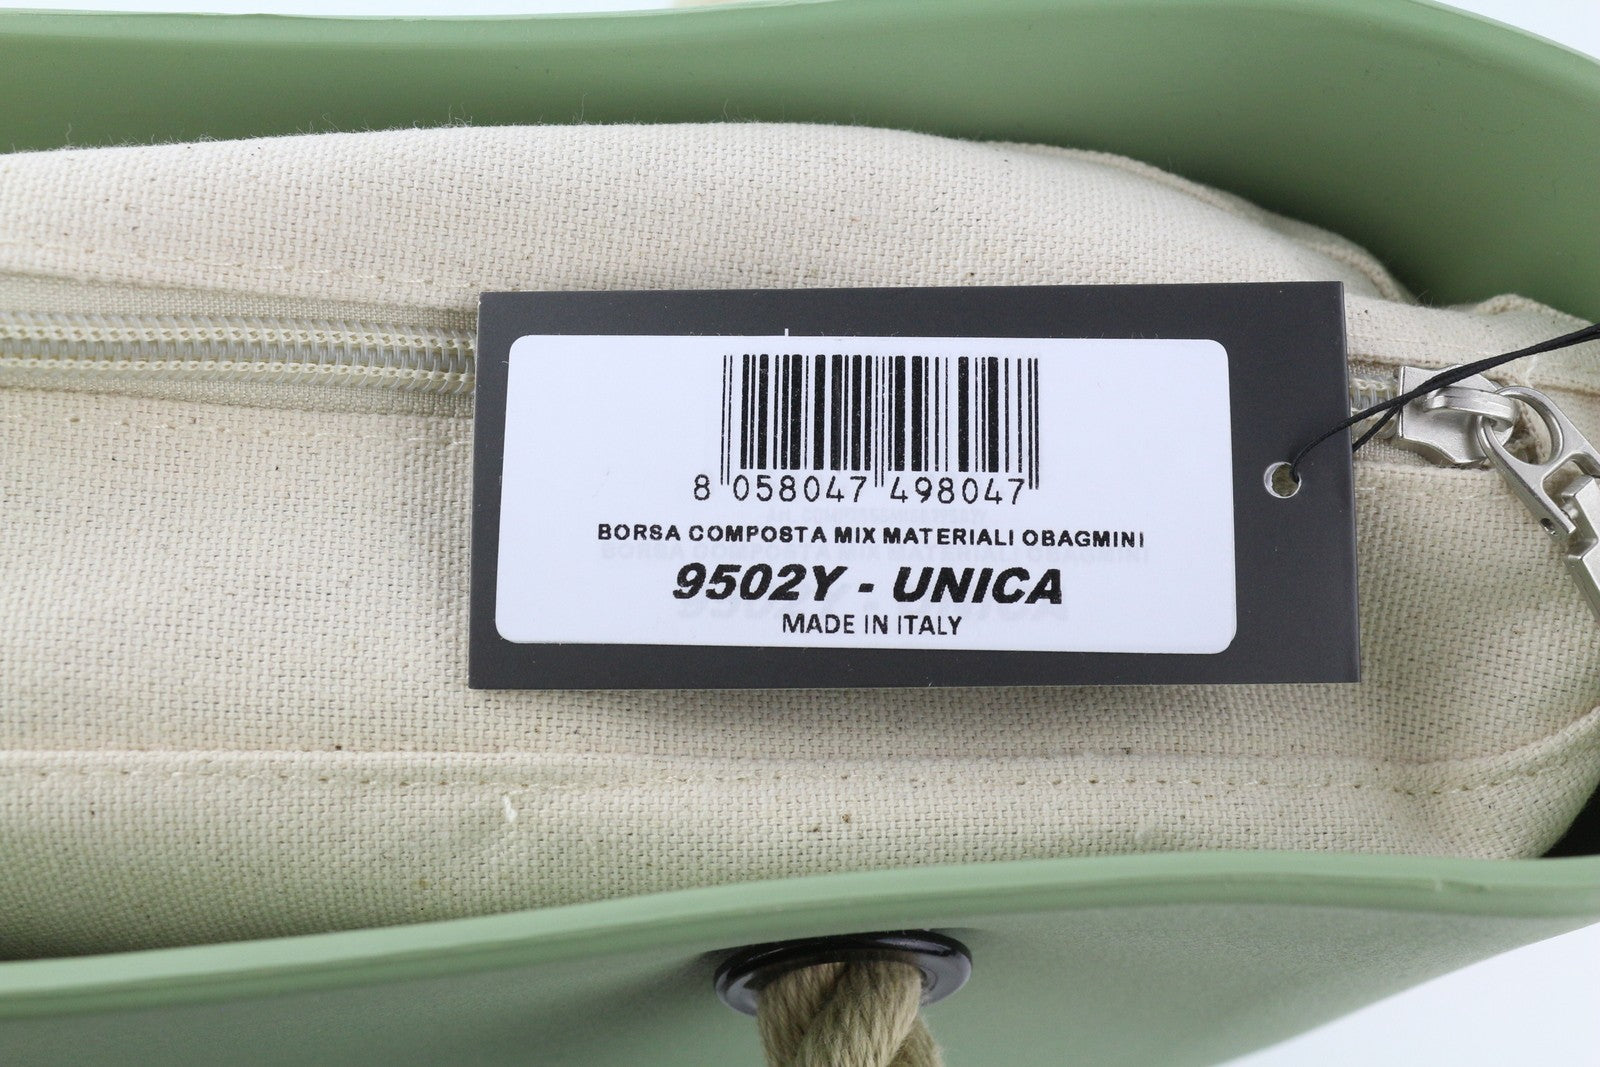 8 058047 498047
BORSA COMPOSTA MIX MATERIALI OBAGMINI
9502Y - UNICA
MADE IN ITALY